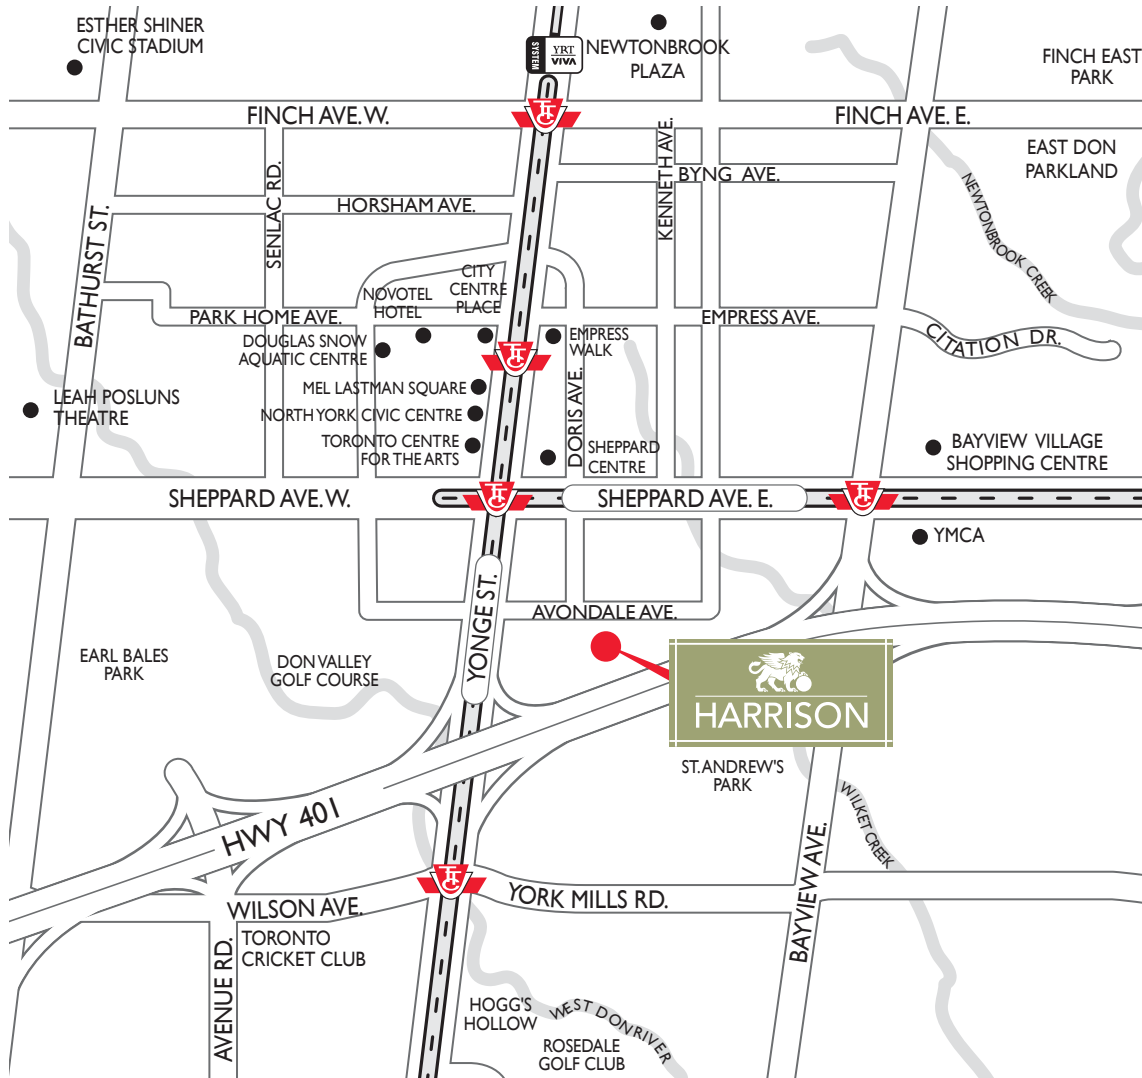 ESTHER SHINER
CIVIC STADIUM
SYSTEM
YRT
VIVA
NEWTONBROOK
PLAZA
FINCH EAST
PARK
TTC
FINCH AVE. W.
FINCH AVE. E.
EAST DON
PARKLAND
KENNETH AVE.
BYNG AVE.
SENLAC RD.
HORSHAM AVE.
NEWTONBROOK CREEK
BATHURST ST.
CITY
CENTRE
PLACE
NOVOTEL
HOTEL
PARK HOME AVE.
EMPRESS AVE.
CITATION DR.
DOUGLAS SNOW
AQUATIC CENTRE
TTC
EMPRESS
WALK
MEL LASTMAN SQUARE
NORTH YORK CIVIC CENTRE
TORONTO CENTRE
FOR THE ARTS
DORIS AVE.
SHEPPARD
CENTRE
LEAH POSLUNS
THEATRE
BAYVIEW VILLAGE
SHOPPING CENTRE
SHEPPARD AVE. W.
TTC
SHEPPARD AVE. E.
TTC
YMCA
YONGE ST.
AVONDALE AVE.
EARL BALES
PARK
DON VALLEY
GOLF COURSE
HARRISON
ST. ANDREW'S
PARK
HWY 401
WILKET CREEK
BAYVIEW AVE.
TTC
WILSON AVE.
YORK MILLS RD.
AVENUE RD.
TORONTO
CRICKET CLUB
HOGG'S
HOLLOW
WEST DON RIVER
ROSEDALE
GOLF CLUB